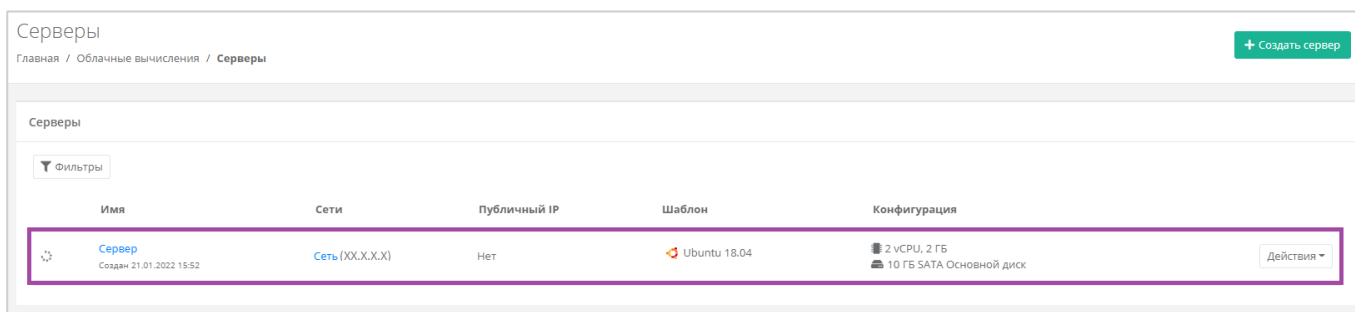 Серверы
Главная / Облачные вычисления / Серверы
+ Создать сервер
Серверы
Фильтры
Имя Сети Публичный IP Шаблон Конфигурация
Сервер Сеть (XX.X.X.X) Нет Ubuntu 18.04 2 vCPU, 2 ГБ Действия
Создан 21.01.2022 15:52 10 ГБ SATA Основной диск